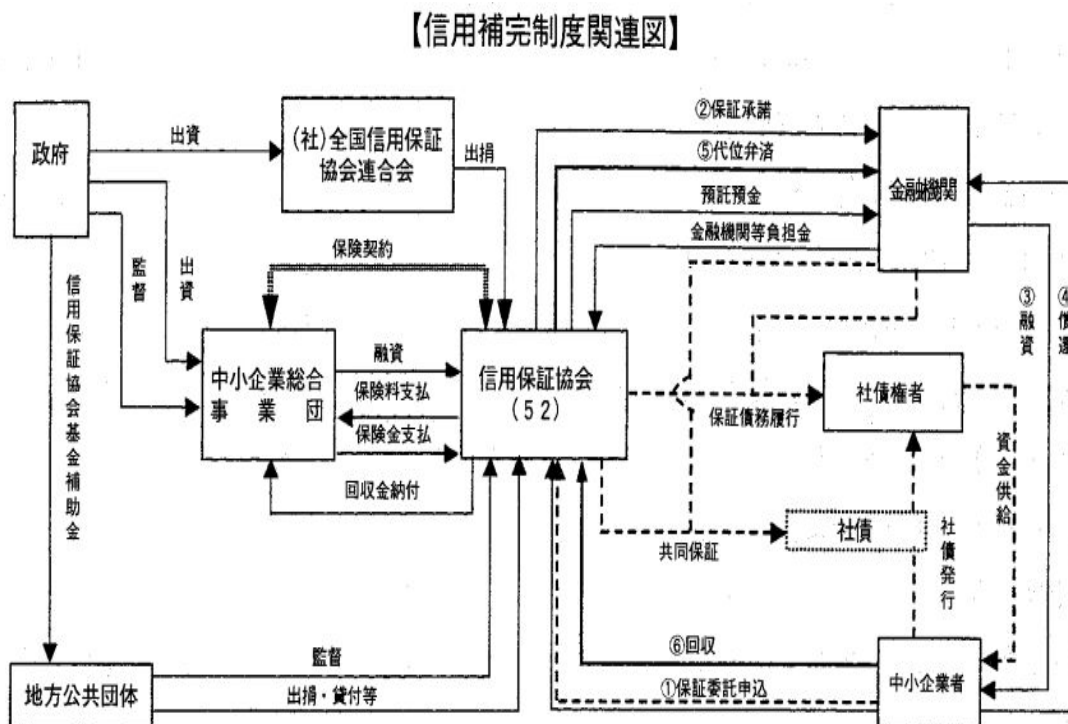 【信用補完制度関連図】
政府
出資
(社)全国信用保証
協会連合会
出捐
②保証承諾
⑤代位弁済
預託預金
金融機関等負担金
金融機関
監督
出資
保険契約
信用保証協会基金補助金
中小企業総合
事業団
融資
保険料支払
保険金支払
回収金納付
信用保証協会
(52)
保証債務履行
社債権者
③融資
④償還
資金供給
共同保証
社債
社債発行
地方公共団体
監督
出捐・貸付等
⑥回収
①保証委託申込
中小企業者